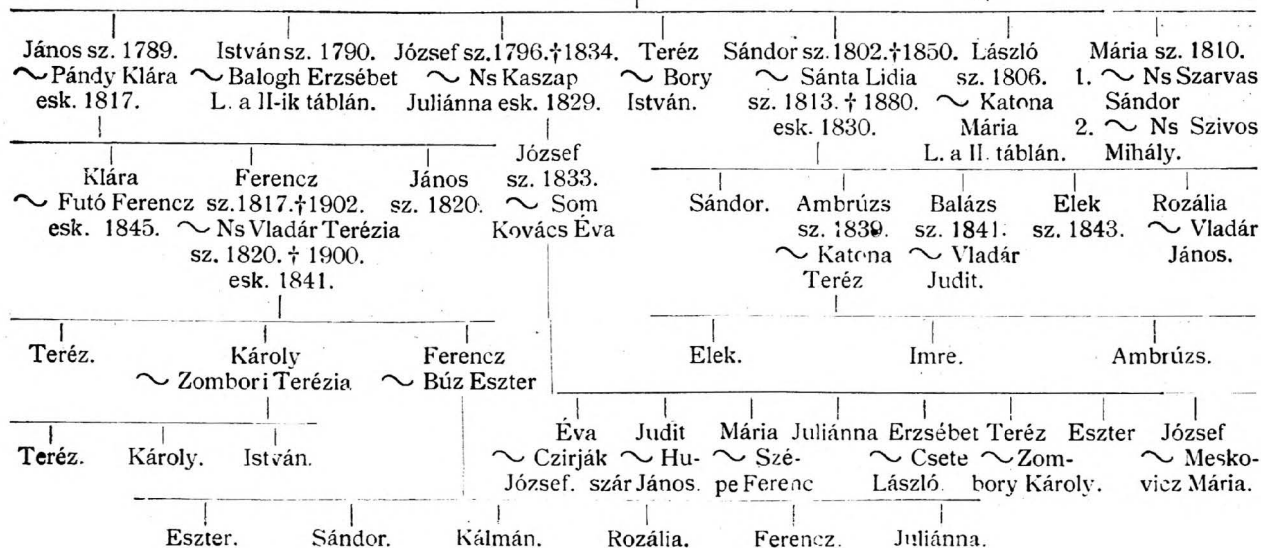 János sz. 1789. István sz. 1790. József sz. 1796. †1834. Teréz Sándor sz. 1802. †1850. László Mária sz. 1810.
~ Pándy Klára ~ Balogh Erzsébet ~ Ns Kaszap ~ Bory ~ Sánta Lidia sz. 1806. 1. ~ Ns Szarvas
esk. 1817. L. a II-ik táblán. Juliánna esk. 1829. István. sz. 1813. † 1880. ~ Katona Sándor
esk. 1830. Mária 2. ~ Ns Szivos
József L. a II. táblán. Mihály.
Klára Ferencz János sz. 1833. Sándor. Ambrúzs Balázs Elek Rozália
~ Futó Ferencz sz. 1817. †1902. sz. 1820. ~ Som sz. 1839. sz. 1841. sz. 1843. ~ Vladár
esk. 1845. ~ Ns Vladár Terézia Kovács Éva ~ Katona ~ Vladár János.
sz. 1820. † 1900. Teréz Judit.
esk. 1841.
Teréz. Károly Ferencz Elek. Imre. Ambrúzs.
~ Zombori Terézia ~ Búz Eszter
Éva Judit Mária Juliánna Erzsébet Teréz Eszter József
Teréz. Károly. István. ~ Czirják ~ Hu- ~ Szé- ~ Csete ~ Zom- ~ Mesko-
József. szár János. pe Ferenc László. bory Károly. vicz Mária.
Eszter. Sándor. Kálmán. Rozália. Ferencz. Juliánna.